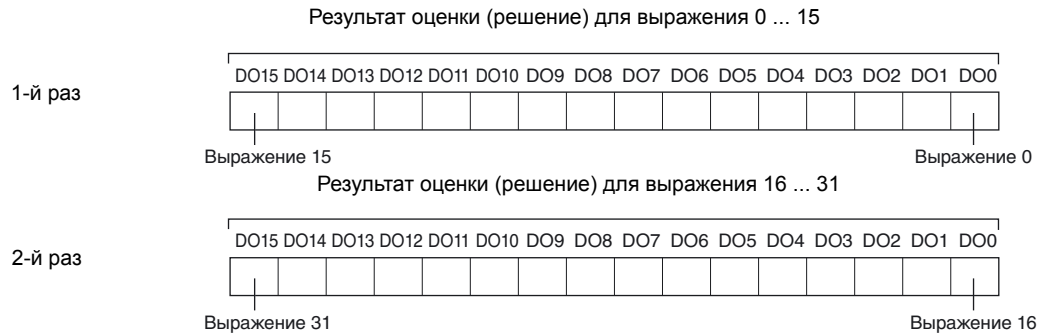 Результат оценки (решение) для выражения 0 ... 15
1-й раз
DO15 DO14 DO13 DO12 DO11 DO10 DO9 DO8 DO7 DO6 DO5 DO4 DO3 DO2 DO1 DO0
Выражение 15 Выражение 0
Результат оценки (решение) для выражения 16 ... 31
2-й раз
DO15 DO14 DO13 DO12 DO11 DO10 DO9 DO8 DO7 DO6 DO5 DO4 DO3 DO2 DO1 DO0
Выражение 31 Выражение 16